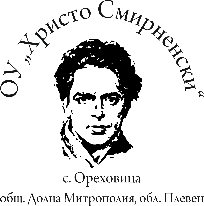 ОУ „Христо Смирненски“
с. Ореховица
общ. Долна Митрополия, обл. Плевен